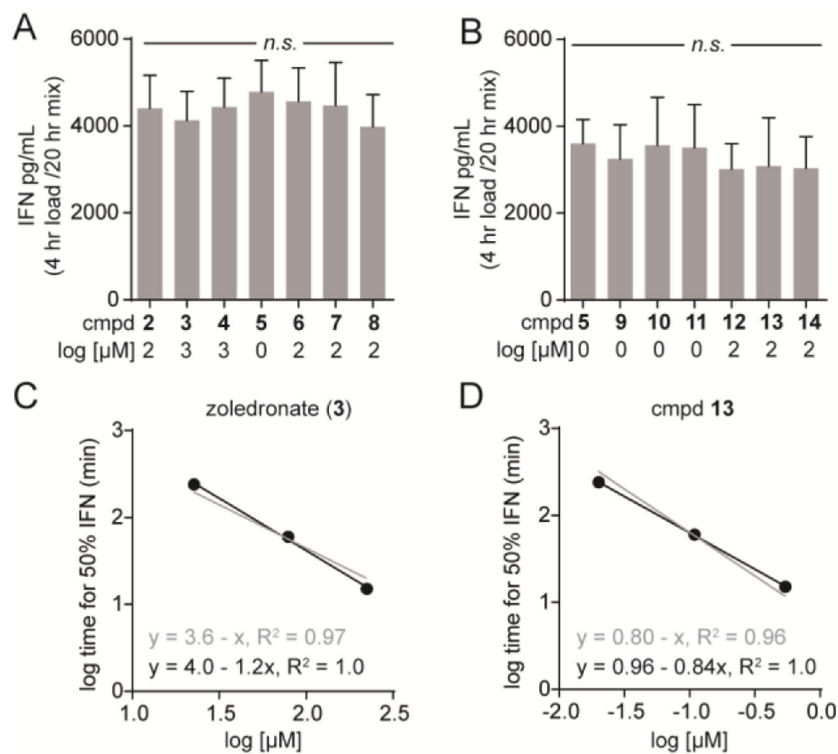 A
IFN pg/mL
(4 hr load /20 hr mix)
6000
4000
2000
0
n.s.
cmpd 2 3 4 5 6 7 8
log [µM] 2 3 3 0 2 2 2
B
IFN pg/mL
(4 hr load /20 hr mix)
6000
4000
2000
0
n.s.
cmpd 5 9 10 11 12 13 14
log [µM] 0 0 0 0 2 2 2
C
zoledronate (3)
log time for 50% IFN (min)
3
2
1
0
y = 3.6 - x, R² = 0.97
y = 4.0 - 1.2x, R² = 1.0
1.0 1.5 2.0 2.5
log [µM]
D
cmpd 13
log time for 50% IFN (min)
3
2
1
0
y = 0.80 - x, R² = 0.96
y = 0.96 - 0.84x, R² = 1.0
-2.0 -1.5 -1.0 -0.5 0.0
log [µM]